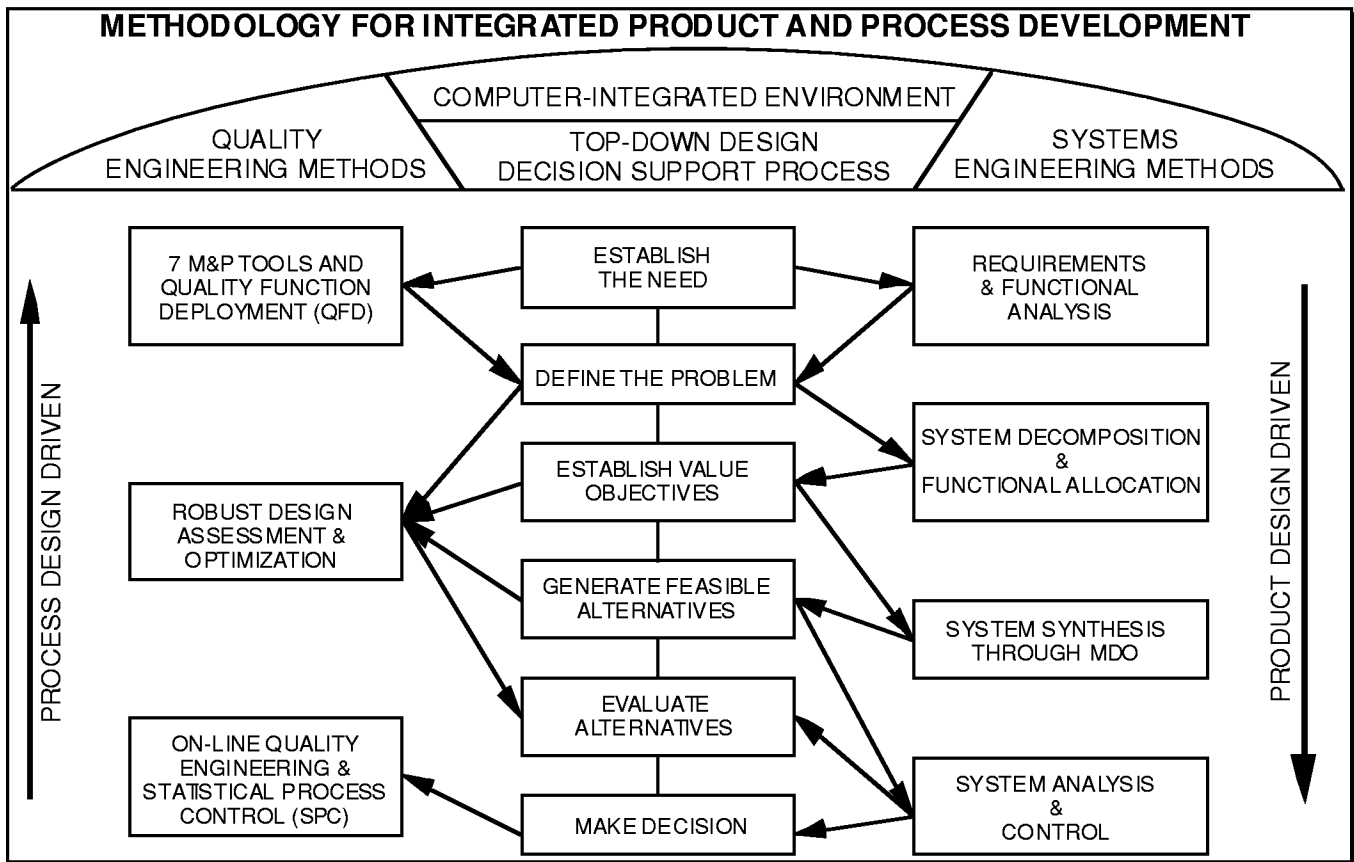 METHODOLOGY FOR INTEGRATED PRODUCT AND PROCESS DEVELOPMENT
COMPUTER-INTEGRATED ENVIRONMENT
QUALITY
ENGINEERING METHODS
TOP-DOWN DESIGN
DECISION SUPPORT PROCESS
SYSTEMS
ENGINEERING METHODS
7 M&P TOOLS AND
QUALITY FUNCTION
DEPLOYMENT (QFD)
ESTABLISH
THE NEED
REQUIREMENTS
& FUNCTIONAL
ANALYSIS
DEFINE THE PROBLEM
SYSTEM DECOMPOSITION
&
FUNCTIONAL ALLOCATION
ESTABLISH VALUE
OBJECTIVES
ROBUST DESIGN
ASSESSMENT &
OPTIMIZATION
GENERATE FEASIBLE
ALTERNATIVES
SYSTEM SYNTHESIS
THROUGH MDO
EVALUATE
ALTERNATIVES
ON-LINE QUALITY
ENGINEERING &
STATISTICAL PROCESS
CONTROL (SPC)
MAKE DECISION
SYSTEM ANALYSIS
&
CONTROL
PROCESS DESIGN DRIVEN
PRODUCT DESIGN DRIVEN